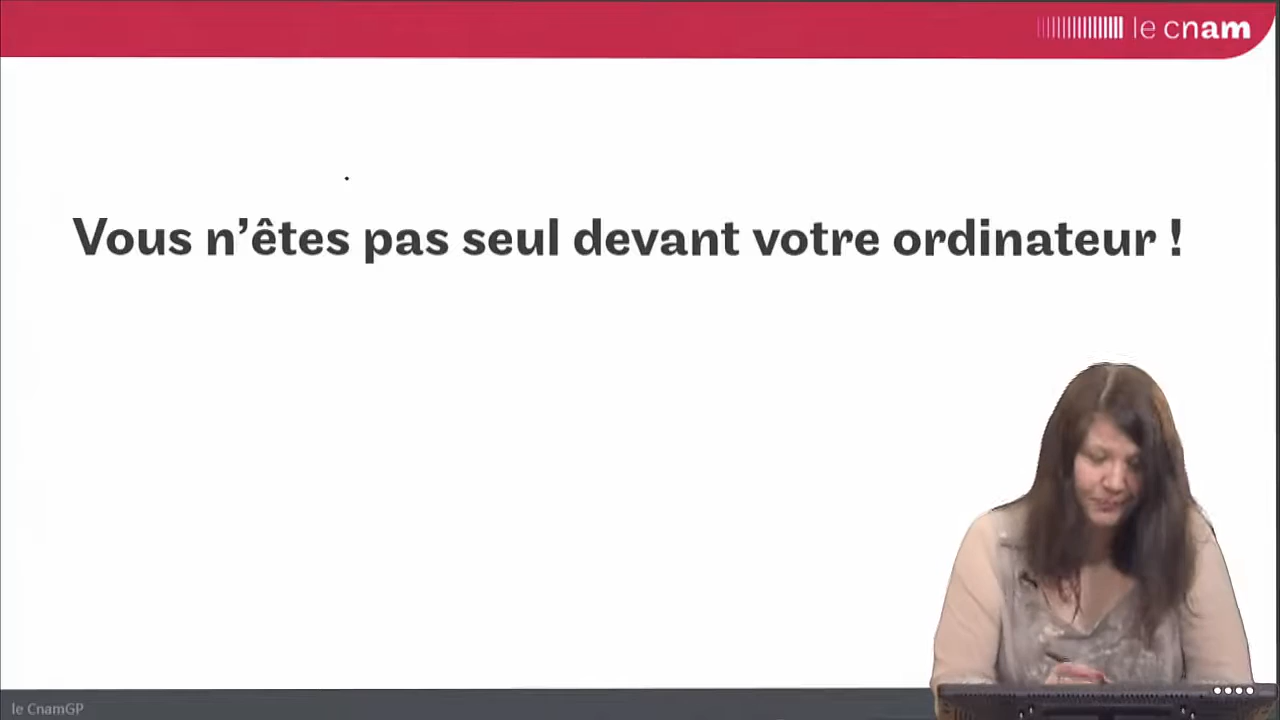 le cnam
Vous n’êtes pas seul devant votre ordinateur !
le CnamGP